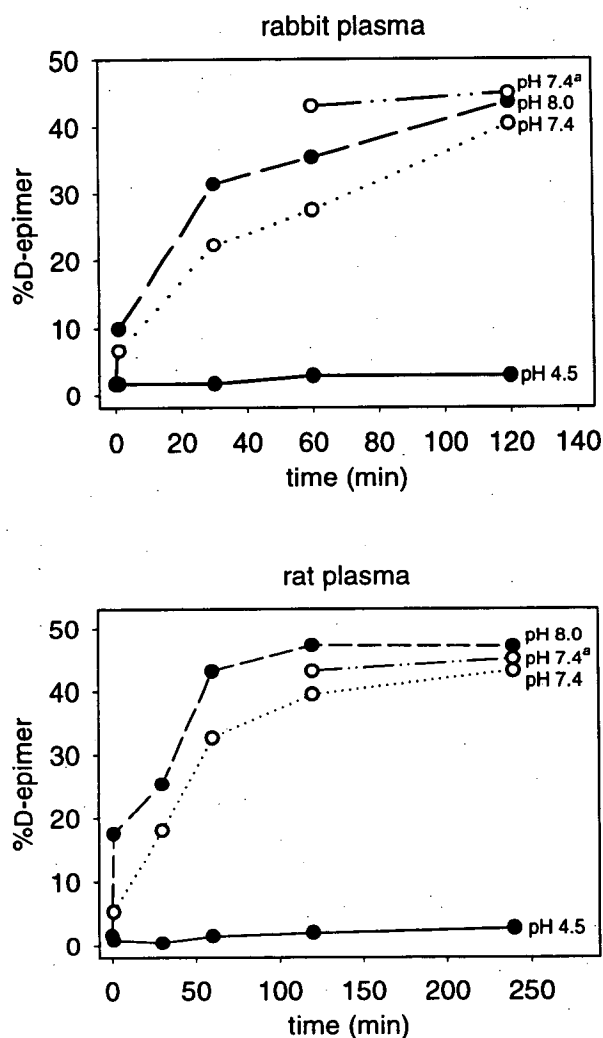 rabbit plasma
50
40
30
20
10
0
%D-epimer
pH 7.4ᵃ
pH 8.0
pH 7.4
pH 4.5
0 20 40 60 80 100 120 140
time (min)
rat plasma
50
40
30
20
10
0
%D-epimer
pH 8.0
pH 7.4ᵃ
pH 7.4
pH 4.5
0 50 100 150 200 250
time (min)